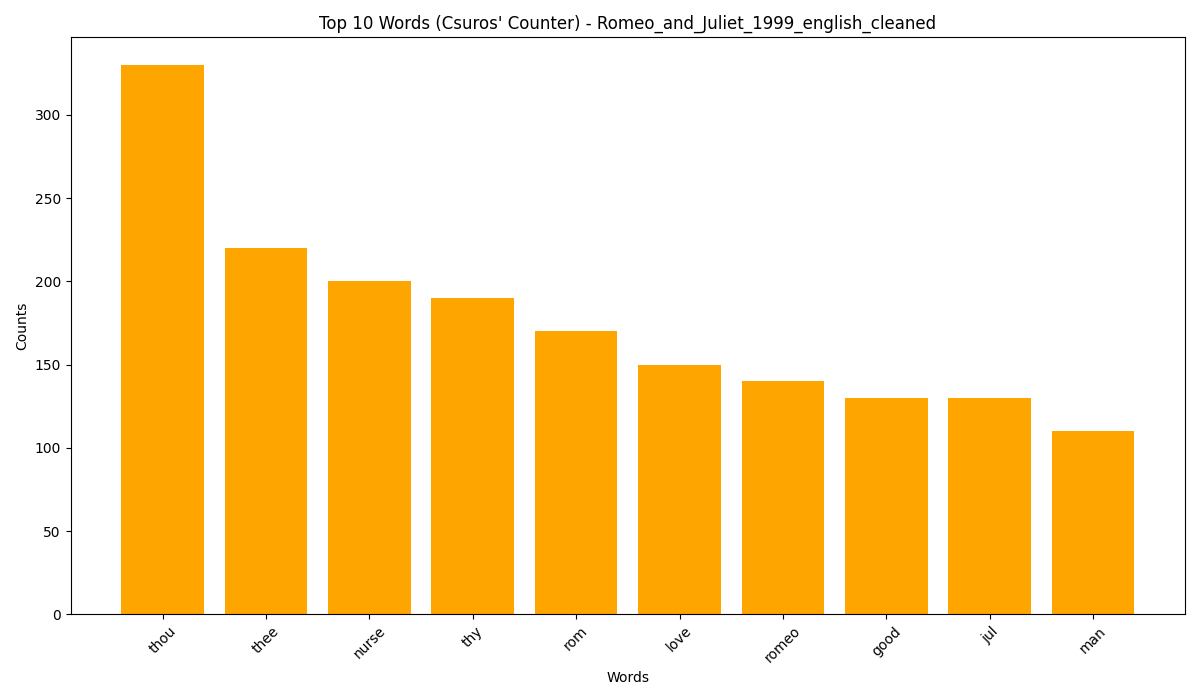 Top 10 Words (Csuros' Counter) - Romeo_and_Juliet_1999_english_cleaned
Counts
300
250
200
150
100
50
0
thou thee nurse thy rom love romeo good jul man
Words